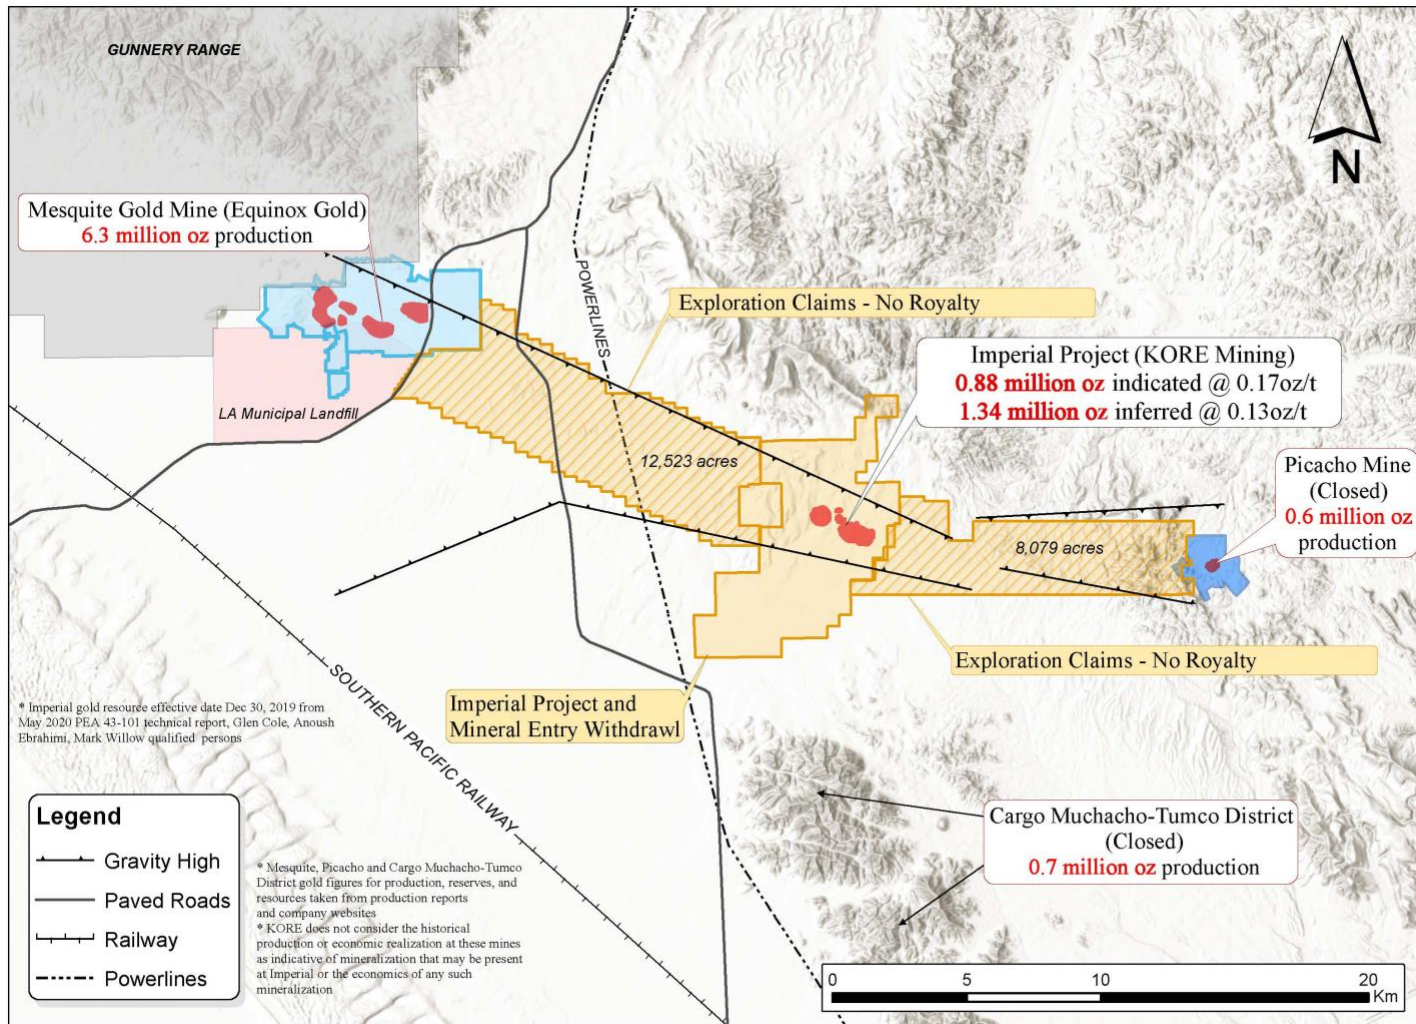 GUNNERY RANGE
N
Mesquite Gold Mine (Equinox Gold)
6.3 million oz production
POWERLINES
Exploration Claims - No Royalty
Imperial Project (KORE Mining)
0.88 million oz indicated @ 0.17oz/t
1.34 million oz inferred @ 0.13oz/t
LA Municipal Landfill
12,523 acres
Picacho Mine
(Closed)
0.6 million oz
production
8,079 acres
Exploration Claims - No Royalty
Imperial Project and
Mineral Entry Withdrawl
SOUTHERN PACIFIC RAILWAY
* Imperial gold resource effective date Dec 30, 2019 from
May 2020 PEA 43-101 technical report, Glen Cole, Anoush
Ebrahimi, Mark Willow qualified persons
Cargo Muchacho-Tumco District
(Closed)
0.7 million oz production
Legend
Gravity High
Paved Roads
Railway
Powerlines
* Mesquite, Picacho and Cargo Muchacho-Tumco
District gold figures for production, reserves, and
resources taken from production reports
and company websites
* KORE does not consider the historical
production or economic realization at these mines
as indicative of mineralization that may be present
at Imperial or the economics of any such
mineralization
0 5 10 20
Km